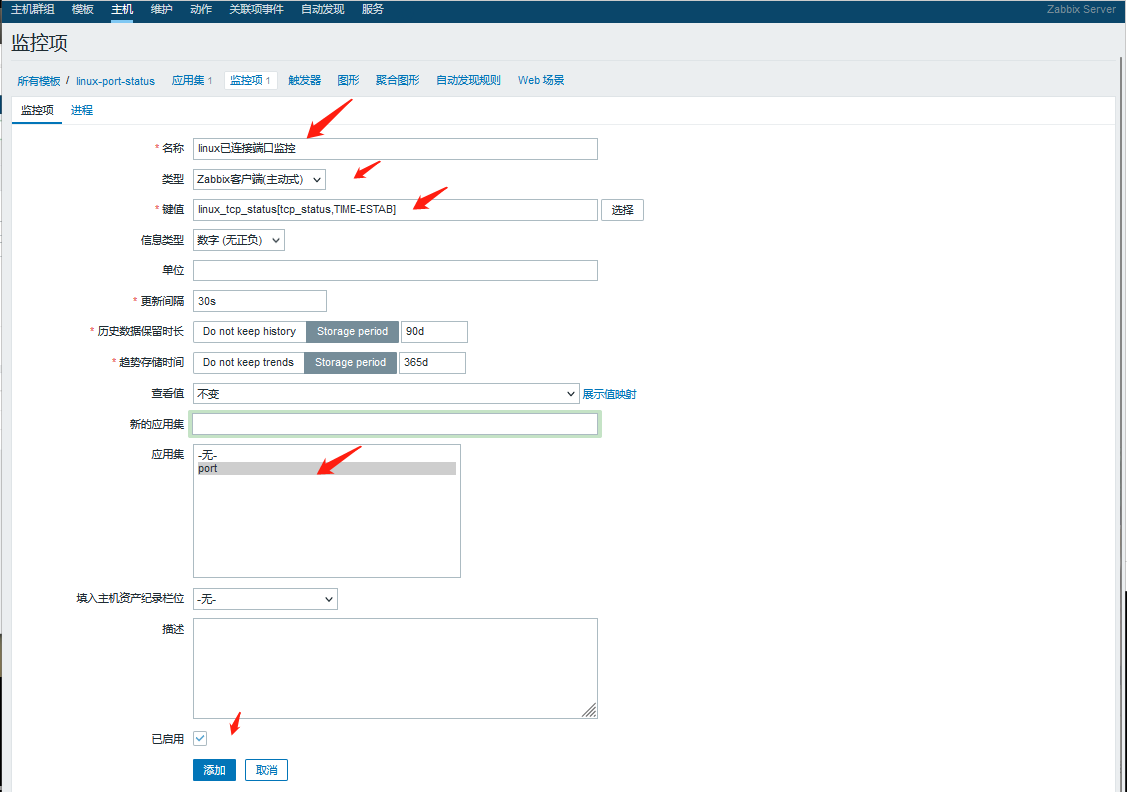 主机群组 模板 主机 维护 动作 关联项事件 自动发现 服务 Zabbix Server
监控项
所有模板 / linux-port-status 应用集 1 监控项 1 触发器 图形 聚合图形 自动发现规则 Web 场景
监控项 进程
* 名称 linux已连接端口监控
类型 Zabbix客户端(主动式)
* 键值 linux_tcp_status[tcp_status,TIME-ESTAB] 选择
信息类型 数字 (无正负)
单位
* 更新间隔 30s
* 历史数据保留时长 Do not keep history Storage period 90d
* 趋势存储时间 Do not keep trends Storage period 365d
查看值 不变 展示值映射
新的应用集
应用集 -无-
port
填入主机资产纪录栏位 -无-
描述
已启用
添加 取消